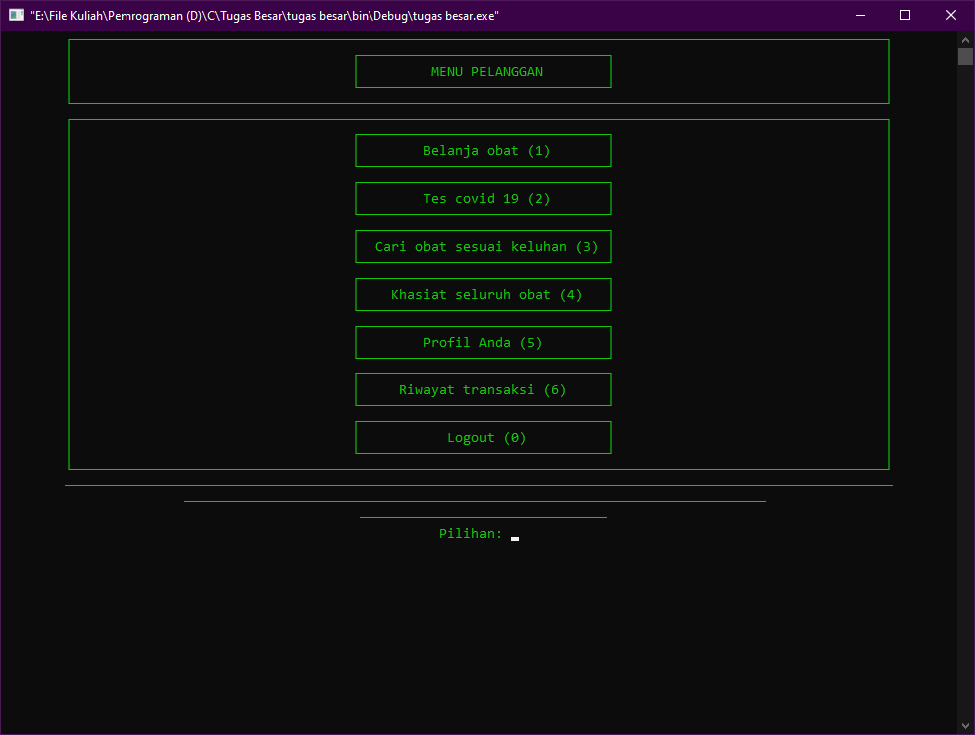 "E:\File Kuliah\Pemrograman (D)\C\Tugas Besar\tugas besar\bin\Debug\tugas besar.exe"
MENU PELANGGAN
Belanja obat (1)
Tes covid 19 (2)
Cari obat sesuai keluhan (3)
Khasiat seluruh obat (4)
Profil Anda (5)
Riwayat transaksi (6)
Logout (0)
Pilihan: